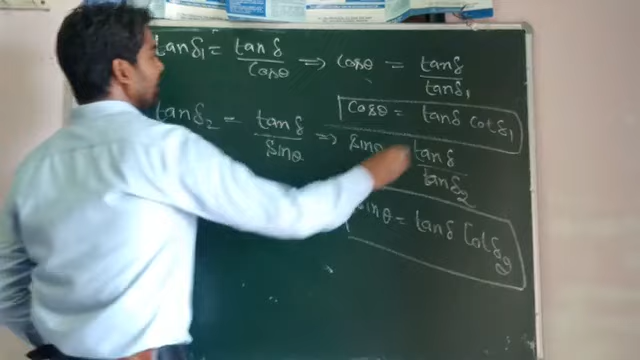 tanδ₁ = tanδ/cosθ ⇒ cosθ = tanδ/tanδ₁
cosθ = tanδ cotδ₁
tanδ₂ = tanδ/sinθ ⇒ sinθ tanδ/tanδ₂
sinθ = tanδ cotδ₂